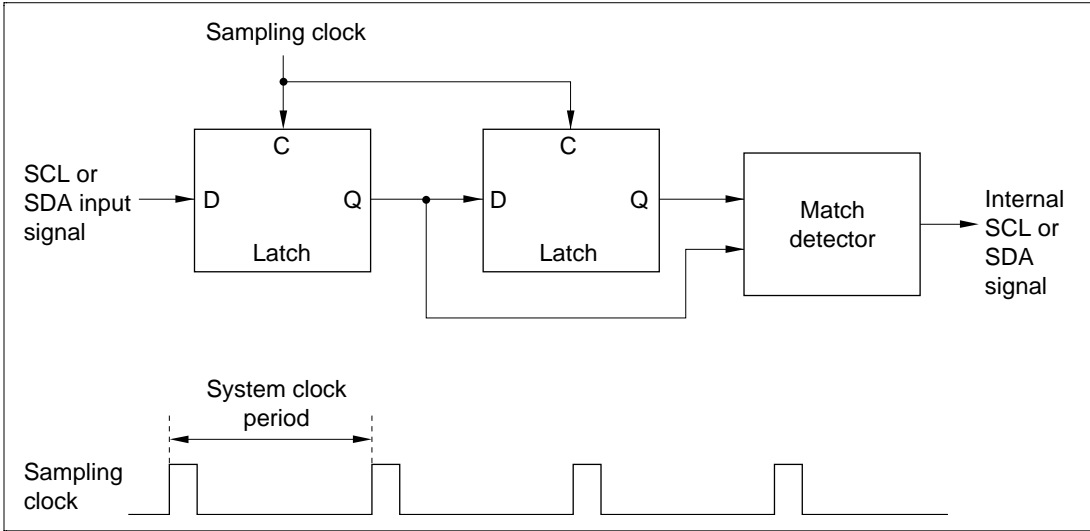 Sampling clock
C
C
SCL or
SDA input
signal
D
Q
D
Q
Latch
Latch
Match
detector
Internal
SCL or
SDA
signal
System clock
period
Sampling
clock